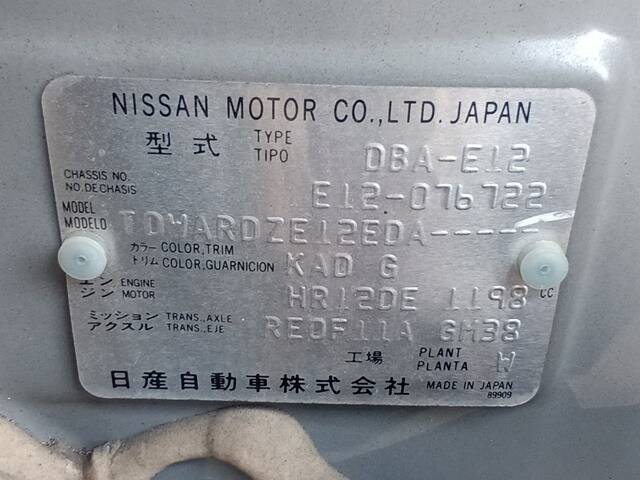 NISSAN MOTOR CO.,LTD. JAPAN
型式 TYPE TIPO DBA-E12
CHASSIS NO. NO.DE CHASIS E12-076722
MODEL MODELO TDWARDZE12EDA-----
カラー COLOR,TRIM トリム COLOR,GUARNICION KAD G
エンジン ENGINE MOTOR HR12DE 1198 CC
ミッション TRANS.,AXLE アクスル TRANS.,EJE RE0F11A GH38
工場 PLANT PLANTA W
日産自動車株式会社 MADE IN JAPAN
89909